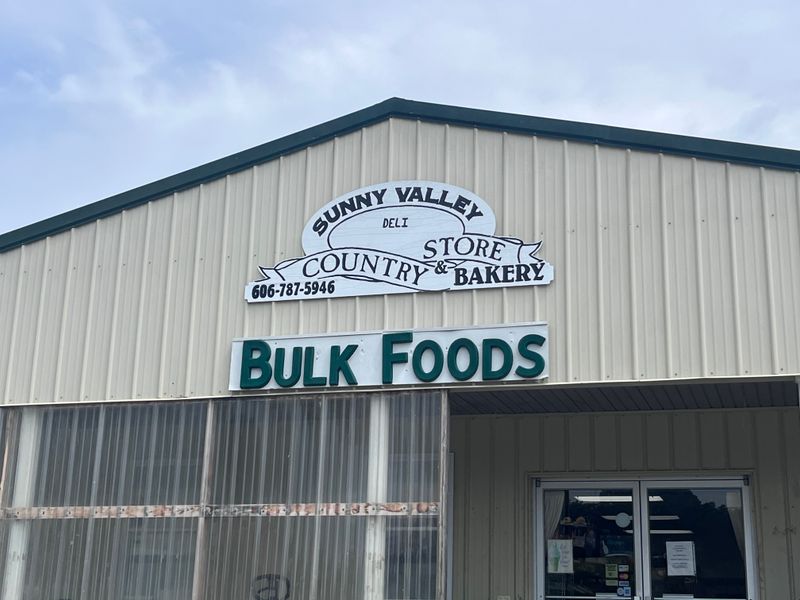 SUNNY VALLEY
DELI
COUNTRY STORE
& BAKERY
606-787-5946
BULK FOODS